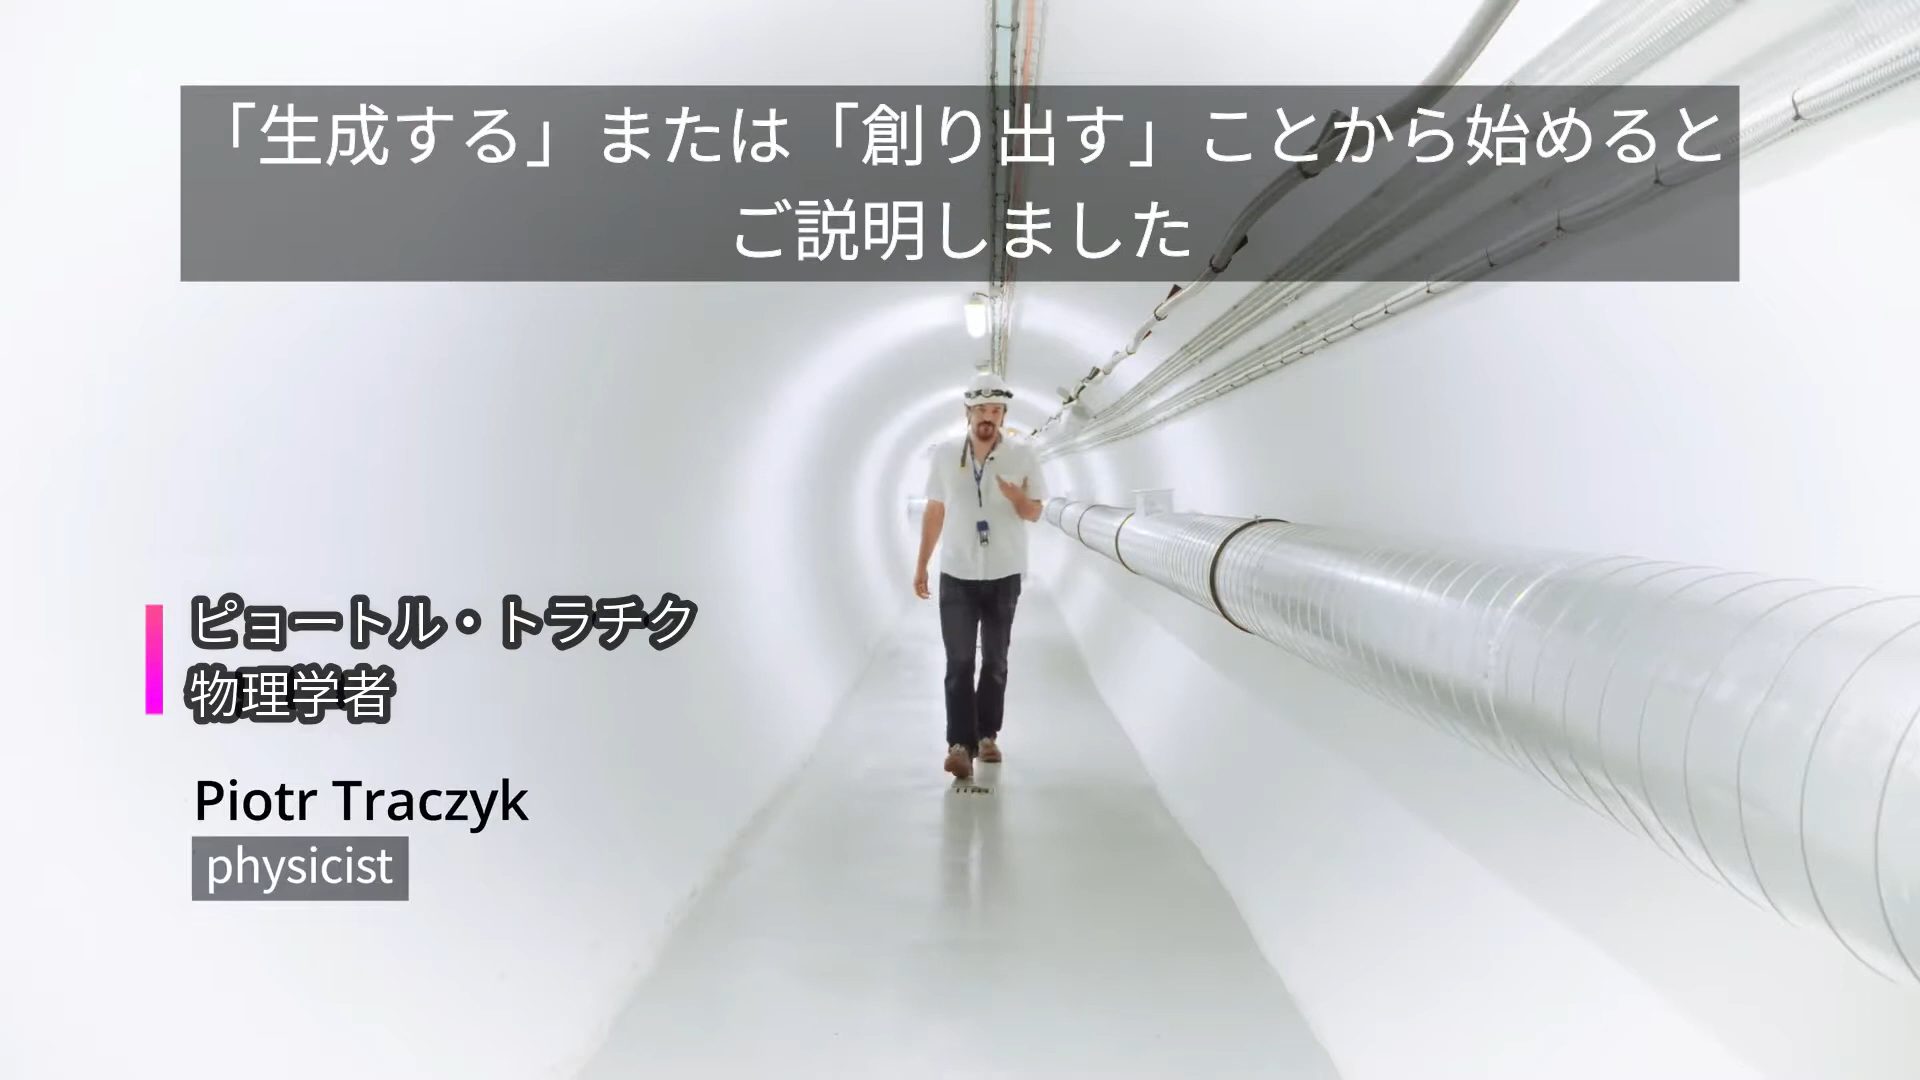 「生成する」または「創り出す」ことから始めると
ご説明しました
ピョートル・トラチク
物理学者
Piotr Traczyk
physicist